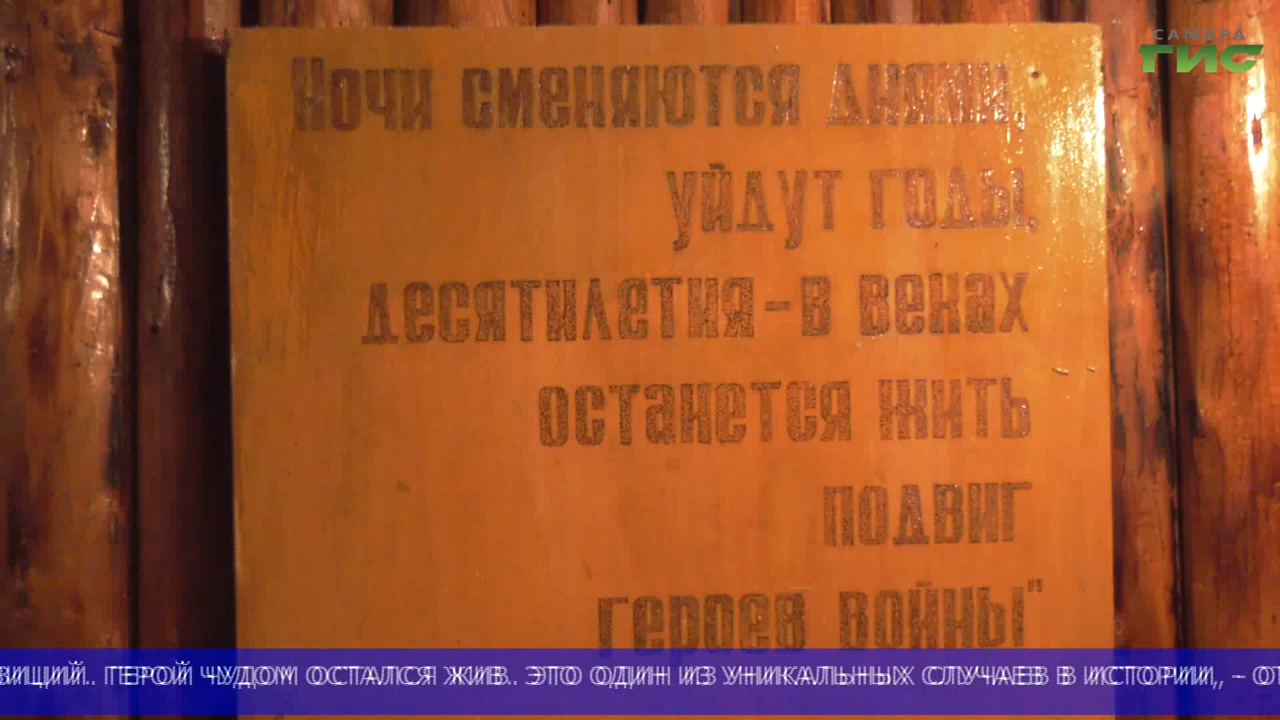 САМАРА
ГИС
Ночи сменяются днями,
уйдут годы,
десятилетия-в веках
останется жить
подвиг
героев войны"
ГЕРОЙ ЧУДОМ ОСТАЛСЯ ЖИВ. ЭТО ОДИН ИЗ УНИКАЛЬНЫХ СЛУЧАЕВ В ИСТОРИИ, -